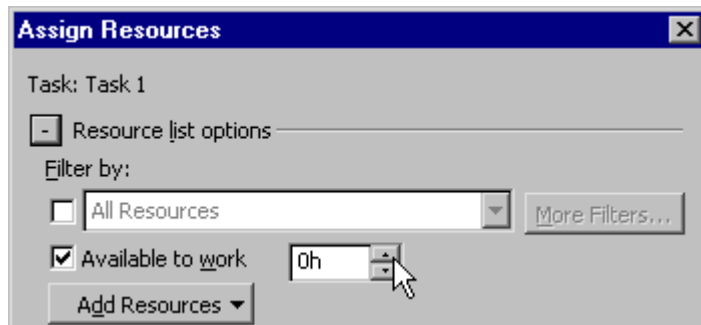 Assign Resources
Task: Task 1
- Resource list options
Filter by:
All Resources More Filters...
Available to work 0h
Add Resources